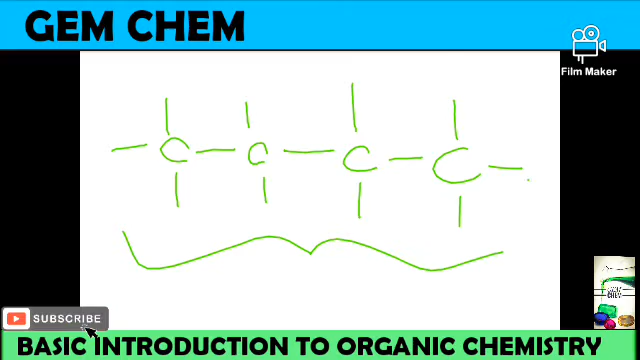 GEM CHEM
Film Maker
C C C C
SUBSCRIBE
BASIC INTRODUCTION TO ORGANIC CHEMISTRY